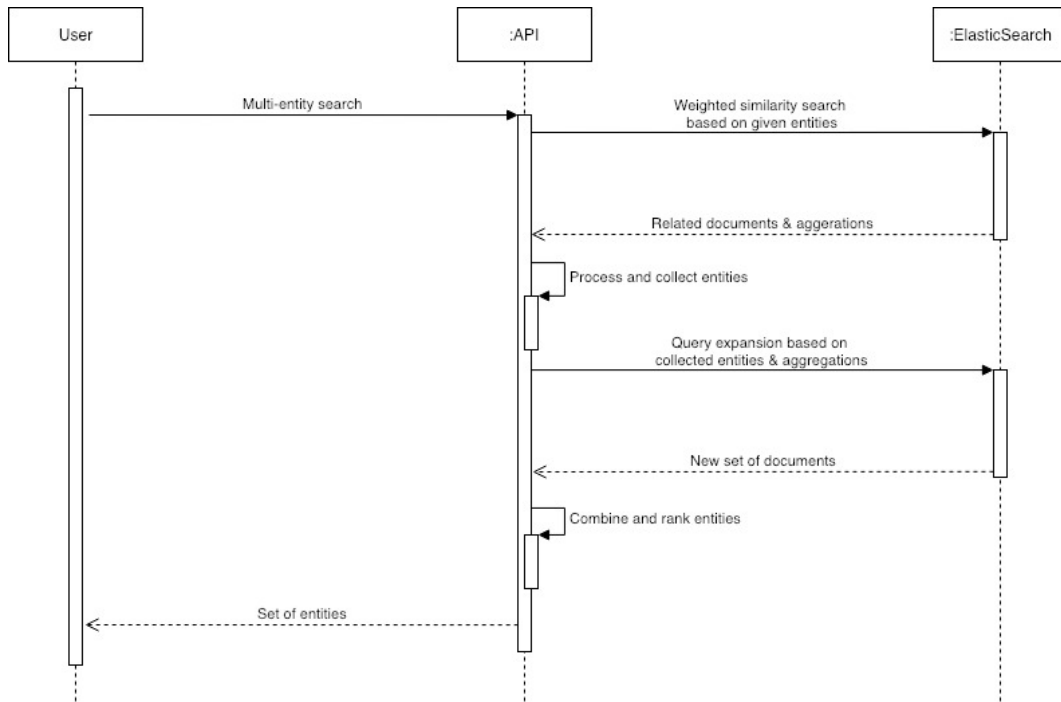 User
:API
:ElasticSearch
Multi-entity search
Weighted similarity search
based on given entities
Related documents & aggerations
Process and collect entities
Query expansion based on
collected entities & aggregations
New set of documents
Combine and rank entities
Set of entities